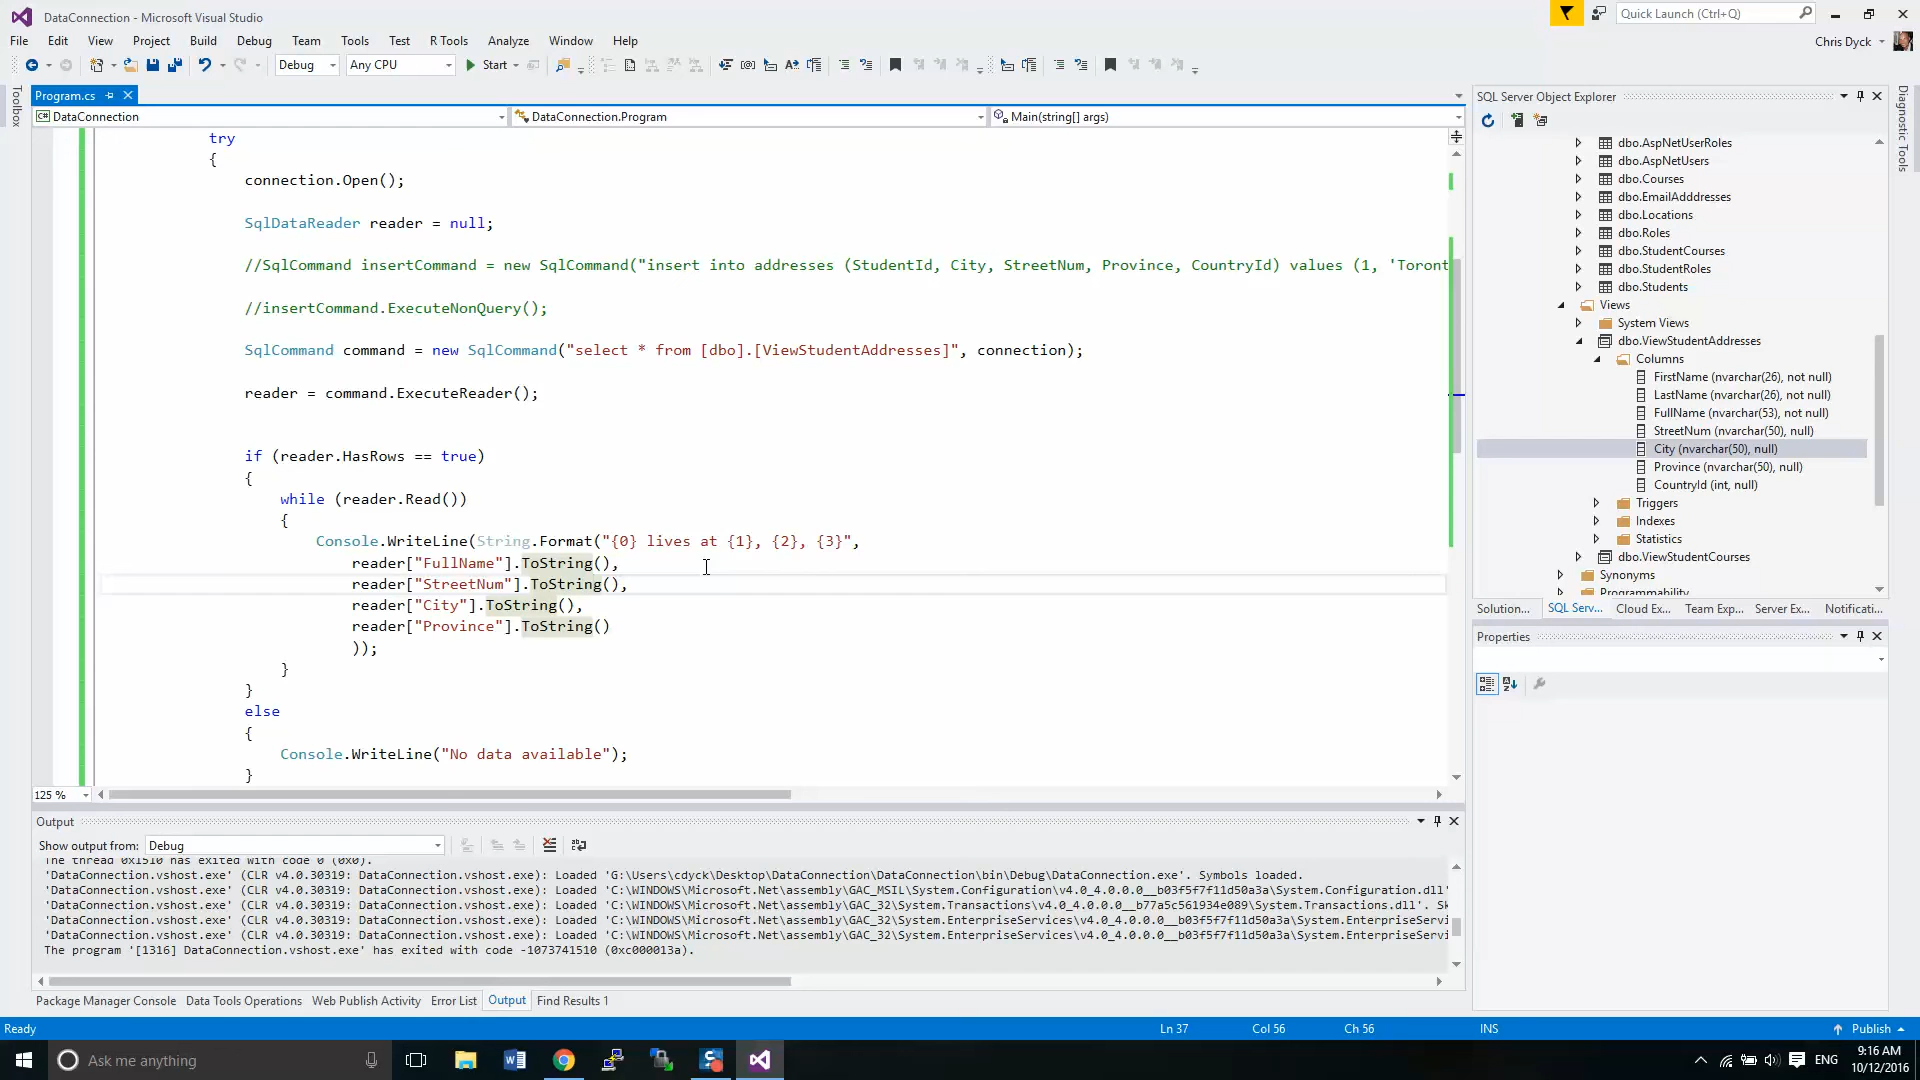 DataConnection - Microsoft Visual Studio
Quick Launch (Ctrl+Q)
File Edit View Project Build Debug Team Tools Test R Tools Analyze Window Help
Chris Dyck
Debug Any CPU Start
Program.cs
DataConnection DataConnection.Program Main(string[] args)
Toolbox
try
{
connection.Open();
SqlDataReader reader = null;
//SqlCommand insertCommand = new SqlCommand("insert into addresses (StudentId, City, StreetNum, Province, CountryId) values (1, 'Toront
//insertCommand.ExecuteNonQuery();
SqlCommand command = new SqlCommand("select * from [dbo].[ViewStudentAddresses]", connection);
reader = command.ExecuteReader();
if (reader.HasRows == true)
{
while (reader.Read())
{
Console.WriteLine(String.Format("{0} lives at {1}, {2}, {3}",
reader["FullName"].ToString(),
reader["StreetNum"].ToString(),
reader["City"].ToString(),
reader["Province"].ToString()
));
}
}
else
{
Console.WriteLine("No data available");
}
125 %
SQL Server Object Explorer
Diagnostic Tools
dbo.AspNetUserRoles
dbo.AspNetUsers
dbo.Courses
dbo.EmailAdddresses
dbo.Locations
dbo.Roles
dbo.StudentCourses
dbo.StudentRoles
dbo.Students
Views
System Views
dbo.ViewStudentAddresses
Columns
FirstName (nvarchar(26), not null)
LastName (nvarchar(26), not null)
FullName (nvarchar(53), not null)
StreetNum (nvarchar(50), null)
City (nvarchar(50), null)
Province (nvarchar(50), null)
CountryId (int, null)
Triggers
Indexes
Statistics
dbo.ViewStudentCourses
Synonyms
Programmability
Solution... SQL Serv... Cloud Ex... Team Exp... Server Ex... Notificati...
Properties
Output
Show output from: Debug
The thread 0x1510 has exited with code 0 (0x0).
'DataConnection.vshost.exe' (CLR v4.0.30319: DataConnection.vshost.exe): Loaded 'G:\Users\cdyck\Desktop\DataConnection\DataConnection\bin\Debug\DataConnection.exe'. Symbols loaded.
'DataConnection.vshost.exe' (CLR v4.0.30319: DataConnection.vshost.exe): Loaded 'C:\WINDOWS\Microsoft.Net\assembly\GAC_MSIL\System.Configuration\v4.0_4.0.0.0__b03f5f7f11d50a3a\System.Configuration.dll'
'DataConnection.vshost.exe' (CLR v4.0.30319: DataConnection.vshost.exe): Loaded 'C:\WINDOWS\Microsoft.Net\assembly\GAC_32\System.Transactions\v4.0_4.0.0.0__b77a5c561934e089\System.Transactions.dll'. Sk
'DataConnection.vshost.exe' (CLR v4.0.30319: DataConnection.vshost.exe): Loaded 'C:\WINDOWS\Microsoft.Net\assembly\GAC_32\System.EnterpriseServices\v4.0_4.0.0.0__b03f5f7f11d50a3a\System.EnterpriseServi
'DataConnection.vshost.exe' (CLR v4.0.30319: DataConnection.vshost.exe): Loaded 'C:\WINDOWS\Microsoft.Net\assembly\GAC_32\System.EnterpriseServices\v4.0_4.0.0.0__b03f5f7f11d50a3a\System.EnterpriseServi
The program '[1316] DataConnection.vshost.exe' has exited with code -1073741510 (0xc000013a).
Package Manager Console Data Tools Operations Web Publish Activity Error List Output Find Results 1
Ready Ln 37 Col 56 Ch 56 INS Publish
Ask me anything
ENG
9:16 AM
10/12/2016